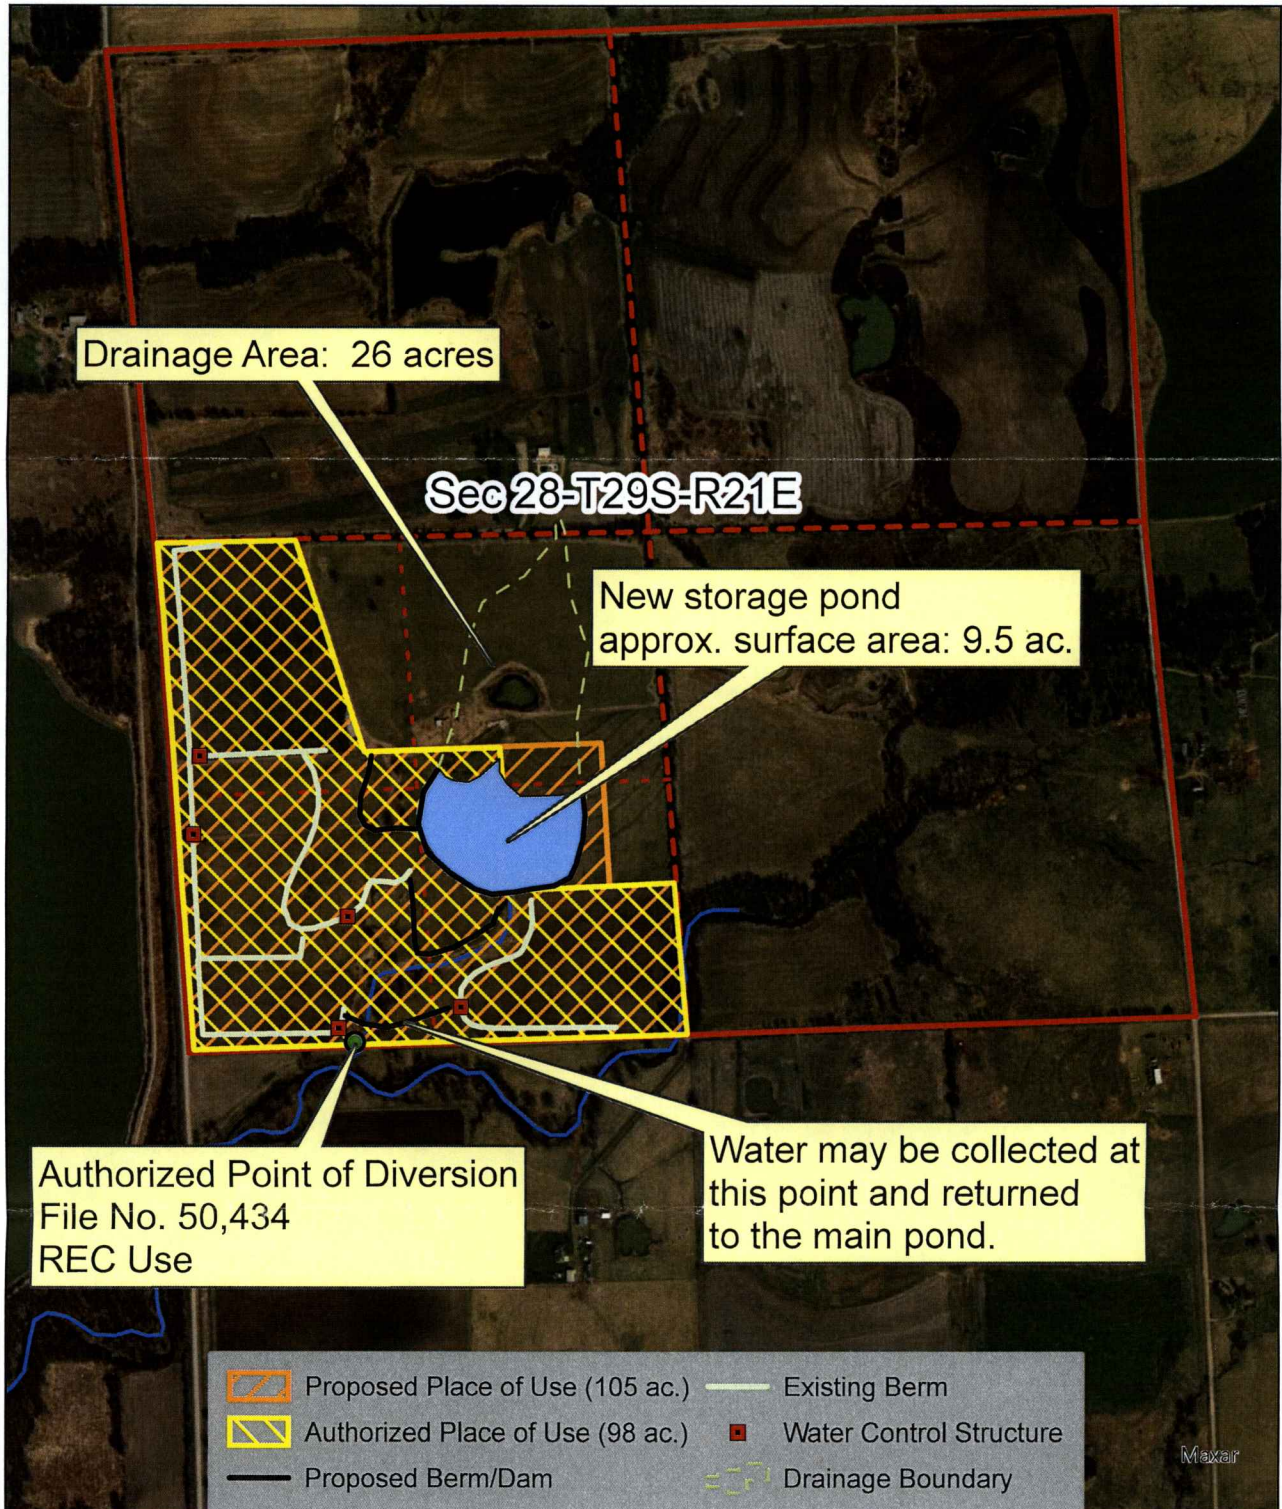 Drainage Area: 26 acres
Sec 28-T29S-R21E
New storage pond
approx. surface area: 9.5 ac.
Authorized Point of Diversion
File No. 50,434
REC Use
Water may be collected at
this point and returned
to the main pond.
Proposed Place of Use (105 ac.)
Authorized Place of Use (98 ac.)
Proposed Berm/Dam
Existing Berm
Water Control Structure
Drainage Boundary
Maxar